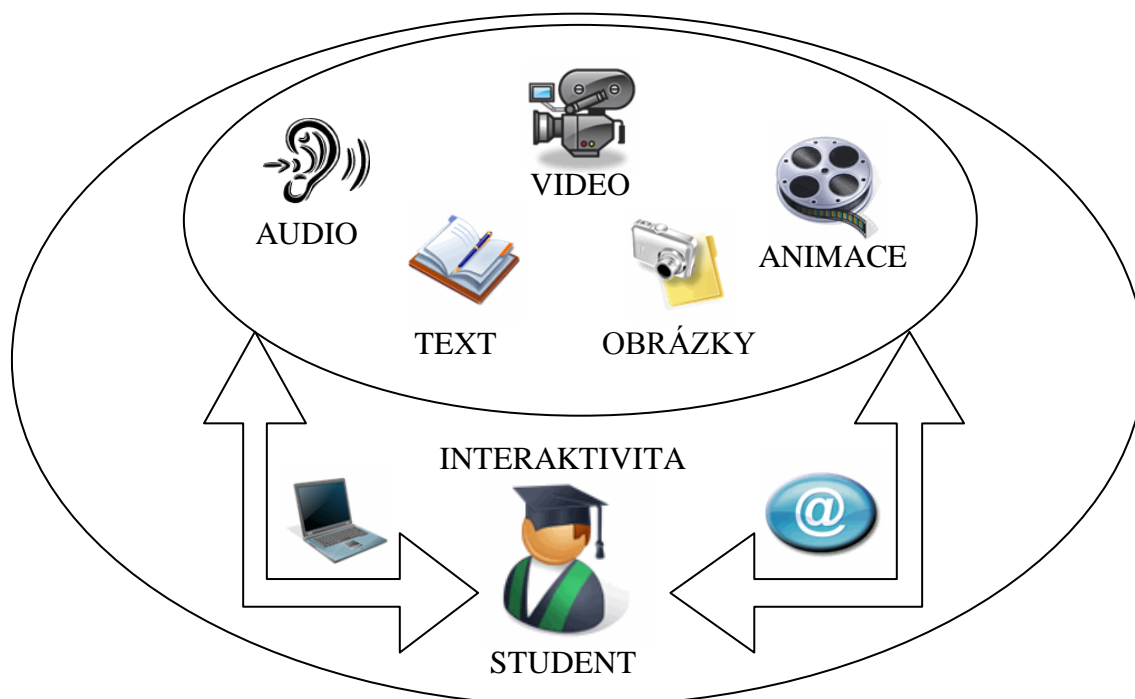 VIDEO
AUDIO
ANIMACE
TEXT
OBRÁZKY
INTERAKTIVITA
@
STUDENT